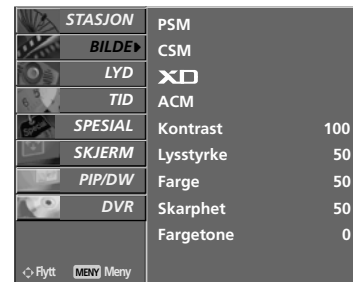 STASJON
BILDE
LYD
TID
SPESIAL
SKJERM
PIP/DW
DVR
Flytt MENY Meny
PSM
CSM
XD
ACM
Kontrast 100
Lysstyrke 50
Farge 50
Skarphet 50
Fargetone 0